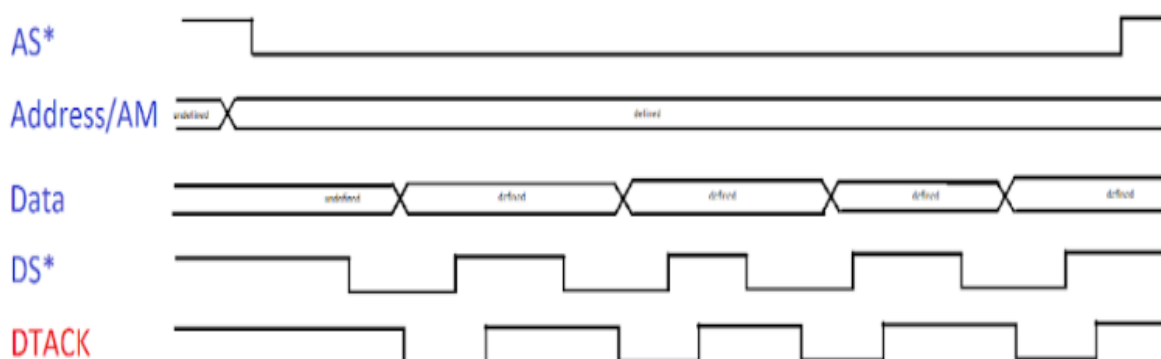 AS*
Address/AM undefined defined
Data undefined defined defined defined defined
DS*
DTACK